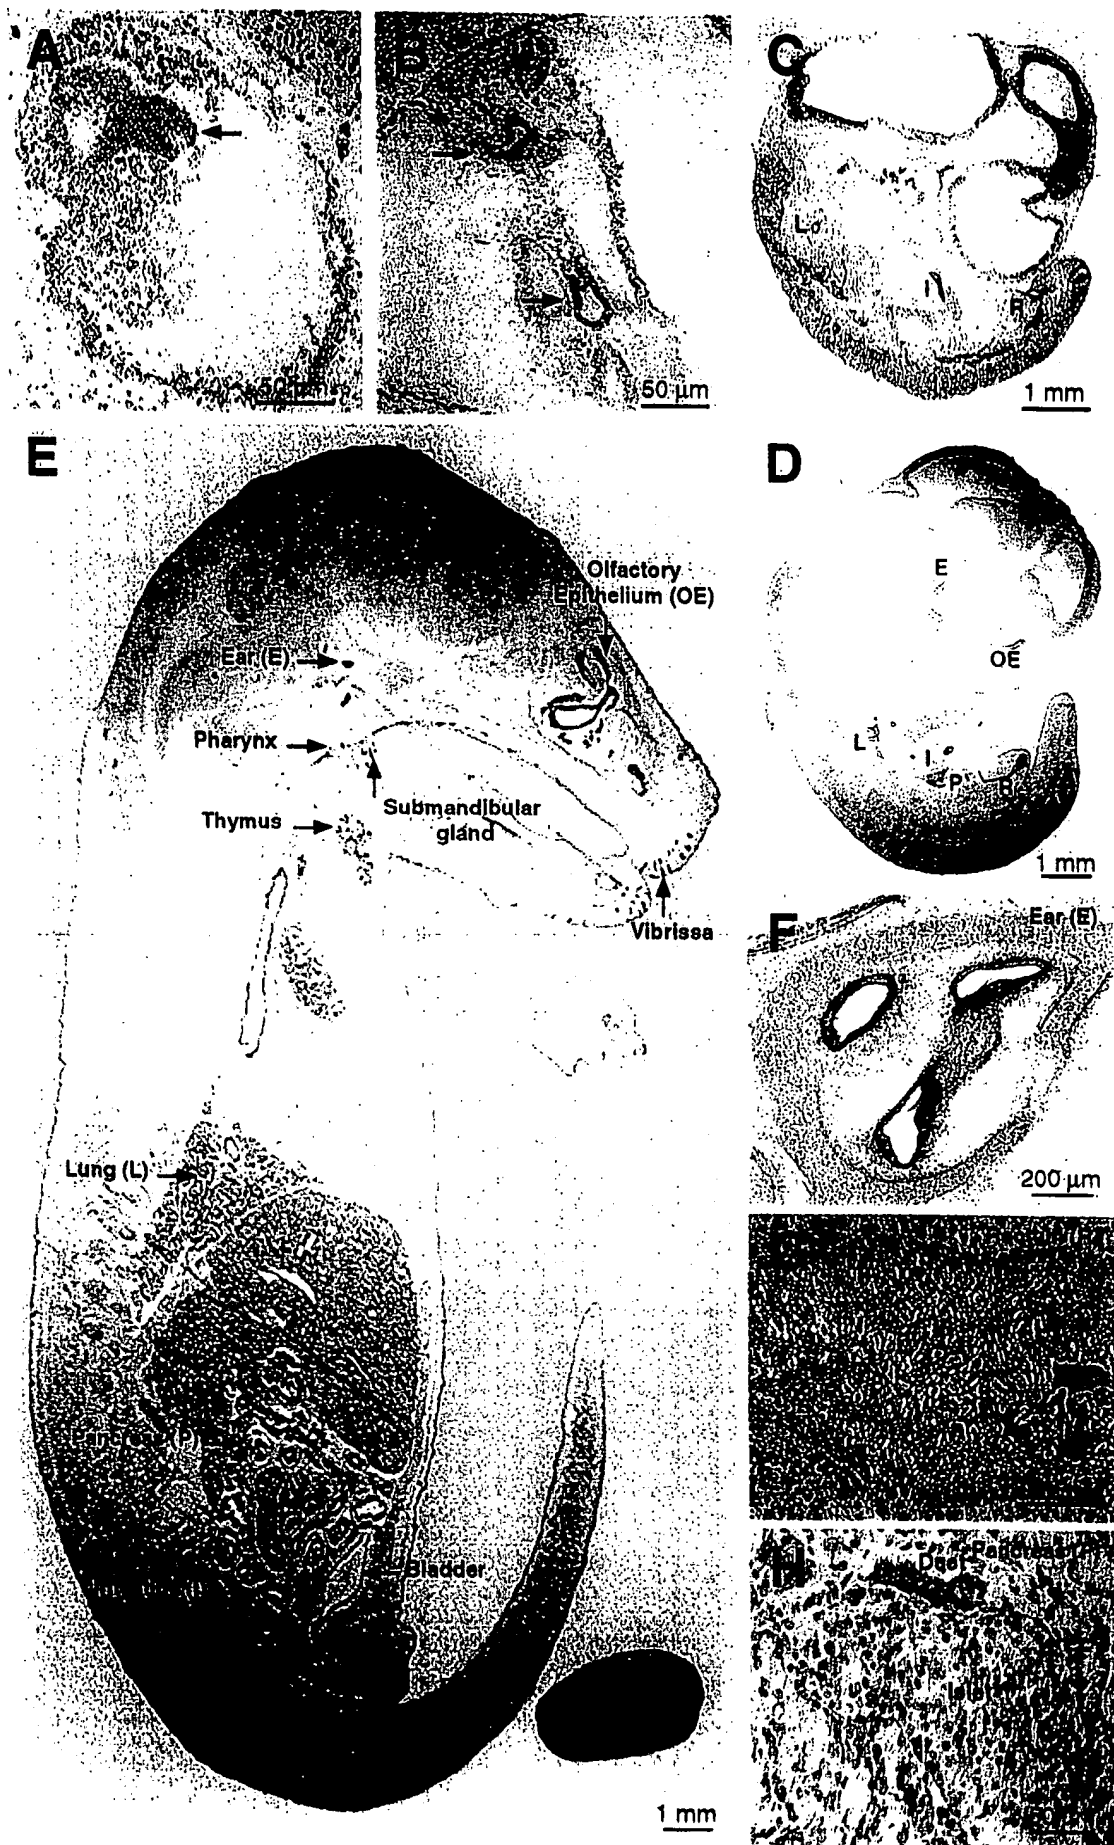 A
50 µm
B
50 µm
C
L
I
R
1 mm
E
Olfactory
Epithelium (OE)
Ear (E)
Pharynx
Submandibular
gland
Thymus
Vibrissa
Lung (L)
Bladder
1 mm
D
E
OE
L
I
P
R
1 mm
F
Ear (E)
200 µm
H
Duct